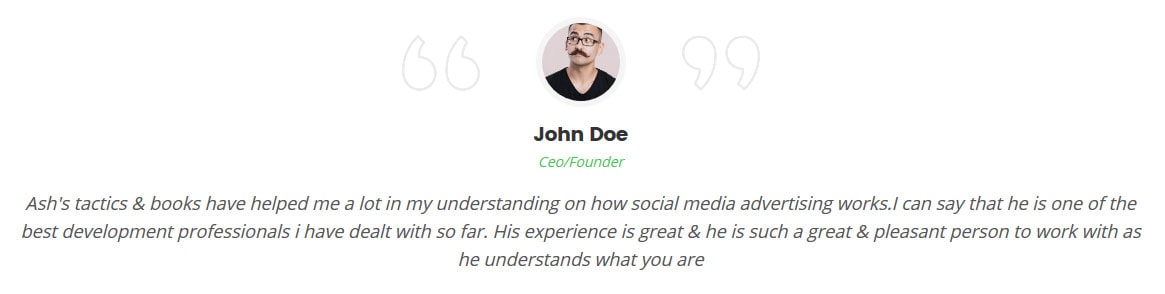 John Doe
Ceo/Founder
Ash's tactics & books have helped me a lot in my understanding on how social media advertising works.I can say that he is one of the
best development professionals i have dealt with so far. His experience is great & he is such a great & pleasant person to work with as
he understands what you are